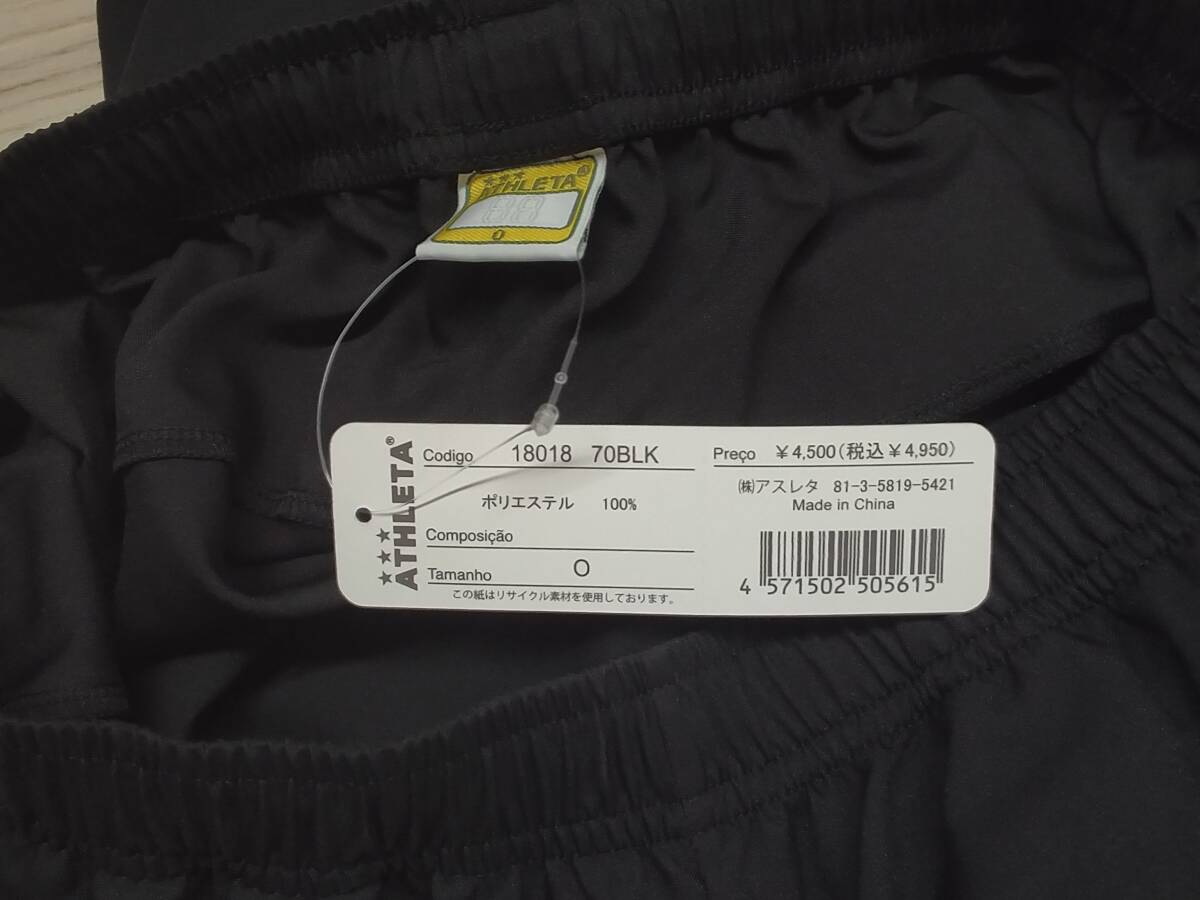 ATHLETA
88
O
ATHLETA®
Codigo 18018 70BLK
ポリエステル 100%
Composição
Tamanho O
この紙はリサイクル素材を使用しております。
Preço ¥4,500(税込¥4,950)
㈱アスレタ 81-3-5819-5421
Made in China
4 571502 505615